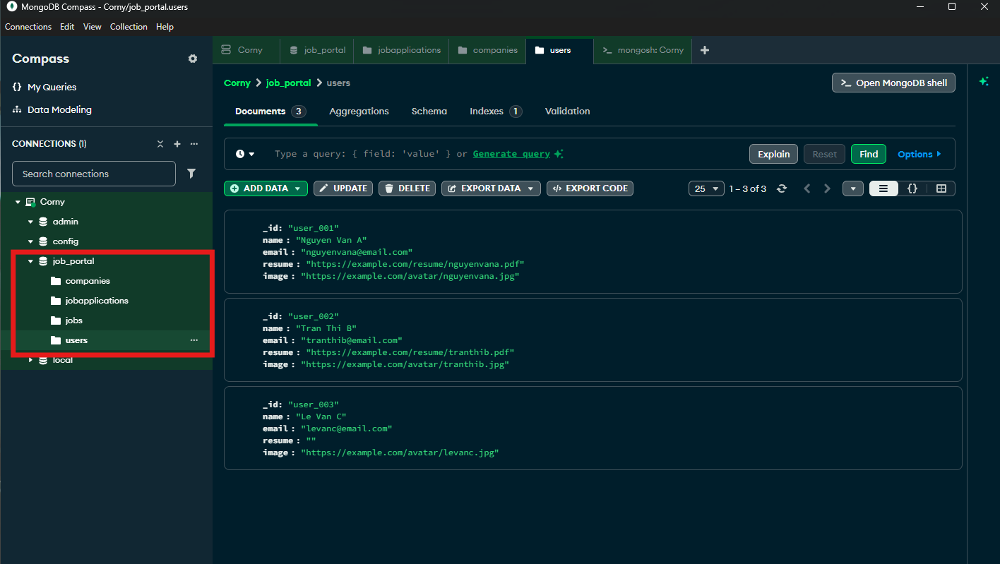 MongoDB Compass - Corny/job_portal.users
Connections Edit View Collection Help
Compass
My Queries
Data Modeling
CONNECTIONS (1)
Search connections
Corny
admin
config
job_portal
companies
jobapplications
jobs
users
local
Corny job_portal jobapplications companies users >_ mongosh: Corny
Corny > job_portal > users
>_ Open MongoDB shell
Documents 3 Aggregations Schema Indexes 1 Validation
Type a query: { field: 'value' } or Generate query
Explain Reset Find Options
ADD DATA UPDATE DELETE EXPORT DATA EXPORT CODE
25 1 – 3 of 3
_id: "user_001"
name : "Nguyen Van A"
email : "nguyenvana@email.com"
resume : "https://example.com/resume/nguyenvana.pdf"
image : "https://example.com/avatar/nguyenvana.jpg"
_id: "user_002"
name : "Tran Thi B"
email : "tranthib@email.com"
resume : "https://example.com/resume/tranthib.pdf"
image : "https://example.com/avatar/tranthib.jpg"
_id: "user_003"
name : "Le Van C"
email : "levanc@email.com"
resume : ""
image : "https://example.com/avatar/levanc.jpg"